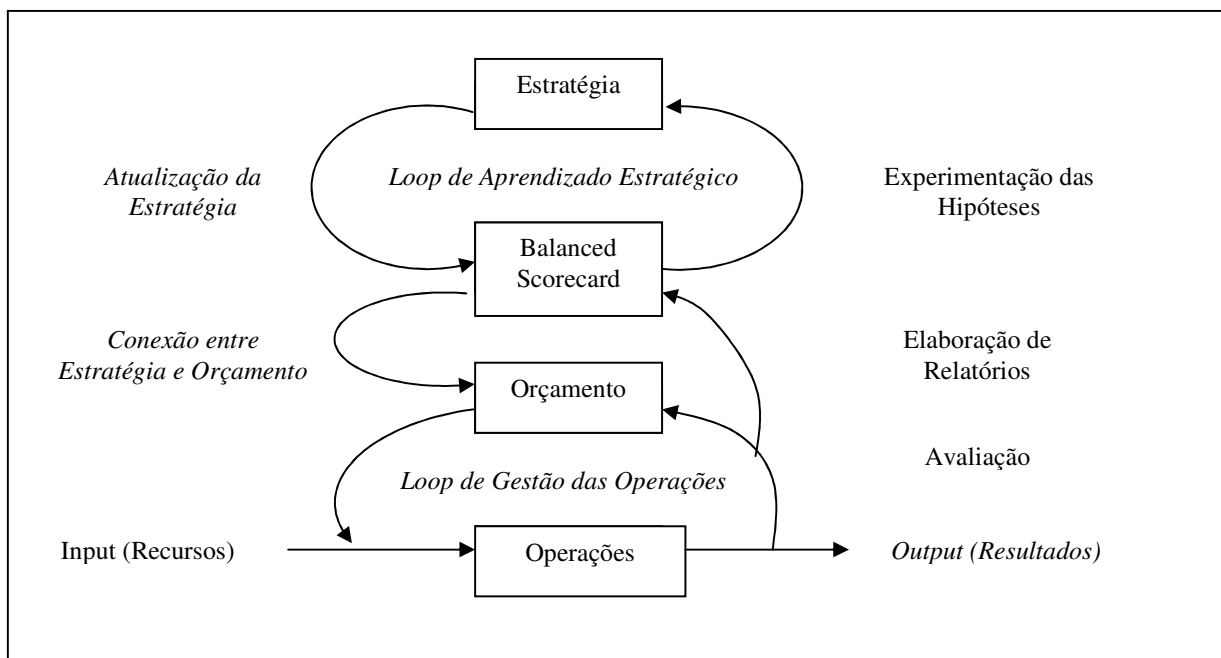 Estratégia
Atualização da
Estratégia
Loop de Aprendizado Estratégico
Experimentação das
Hipóteses
Balanced
Scorecard
Conexão entre
Estratégia e Orçamento
Elaboração de
Relatórios
Orçamento
Avaliação
Loop de Gestão das Operações
Input (Recursos)
Operações
Output (Resultados)